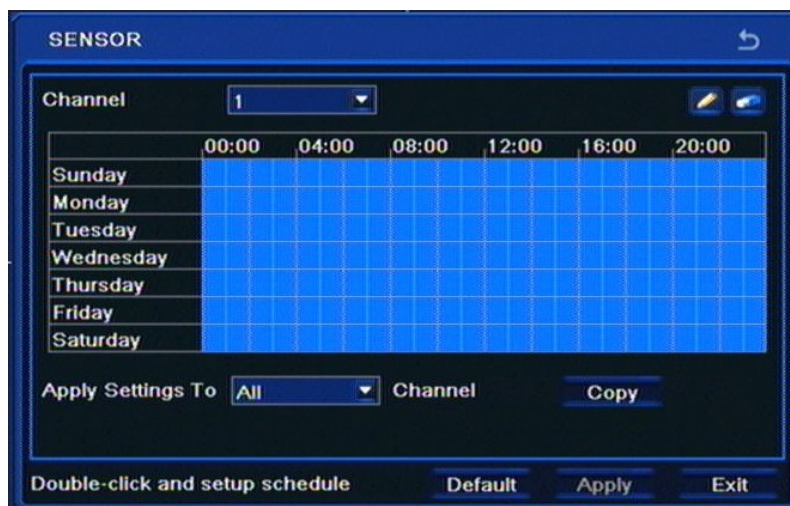 SENSOR
Channel 1
00:00 04:00 08:00 12:00 16:00 20:00
Sunday
Monday
Tuesday
Wednesday
Thursday
Friday
Saturday
Apply Settings To All Channel Copy
Double-click and setup schedule Default Apply Exit